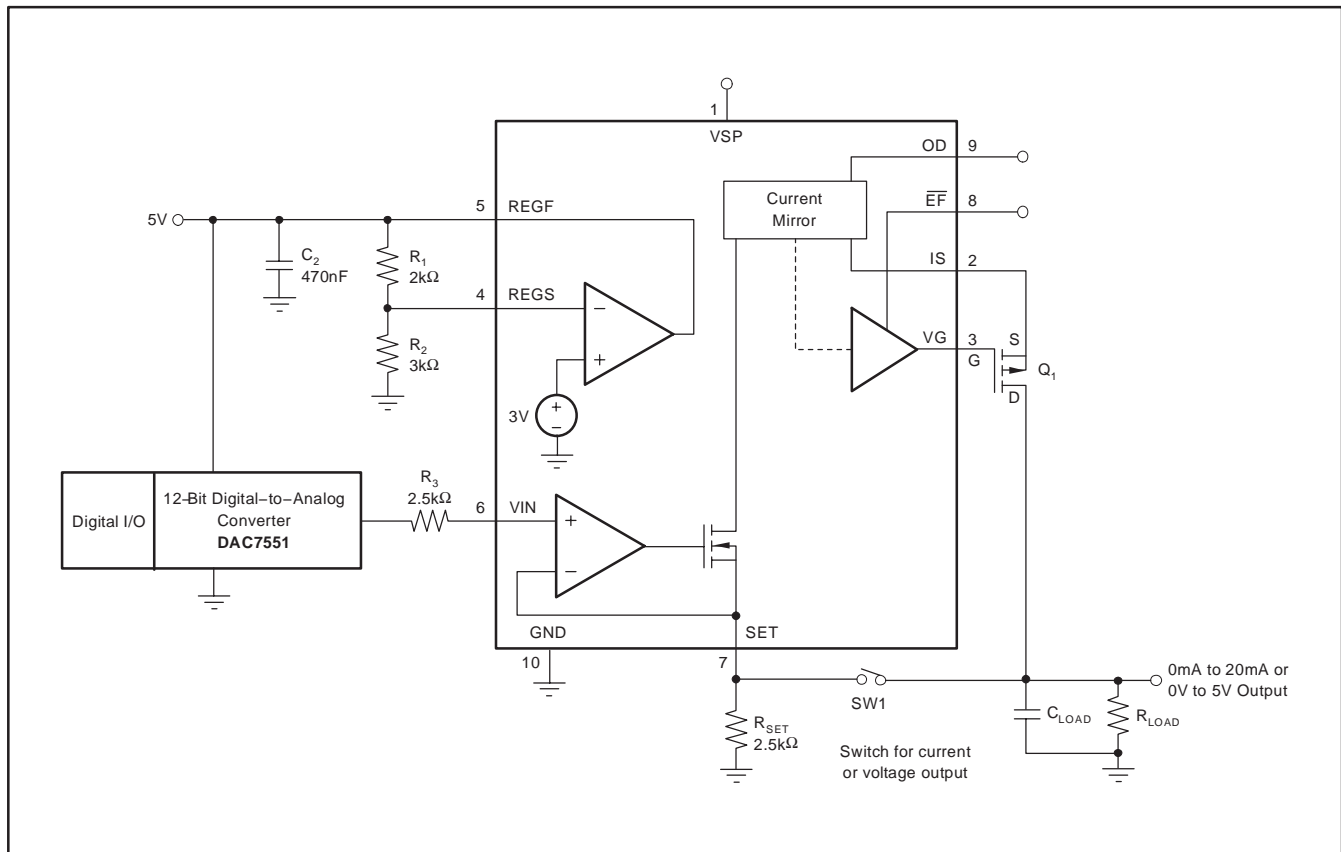 1
VSP
OD 9
Current
Mirror
EF 8
5V
5 REGF
C2
470nF
R1
2kΩ
IS 2
4 REGS
−
+
R2
3kΩ
VG 3
G
S
Q1
D
3V
+
−
R3
2.5kΩ
6 VIN
Digital I/O
12−Bit Digital−to−Analog
Converter
DAC7551
+
−
GND
SET
10
7
SW1
0mA to 20mA or
0V to 5V Output
RSET
2.5kΩ
CLOAD
RLOAD
Switch for current
or voltage output